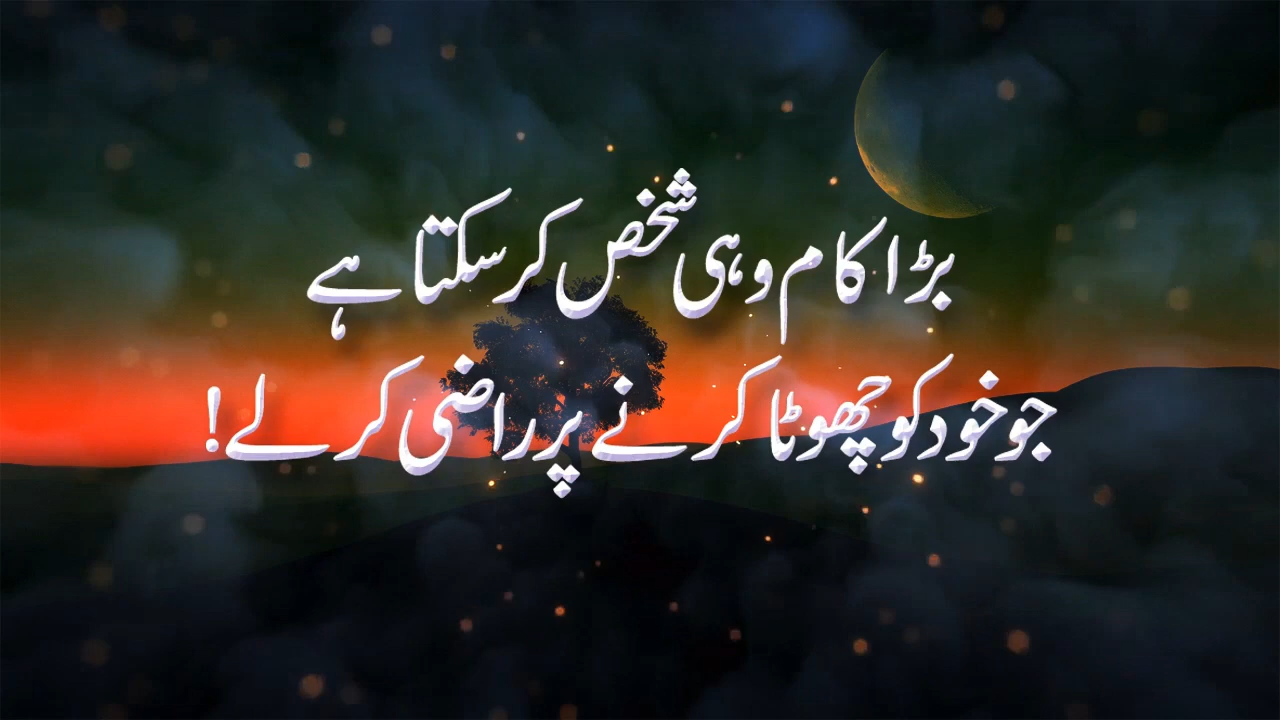 بڑا کام وہی شخص کر سکتا ہے
جو خود کو چھوٹا کرنے پر راضی کر لے!